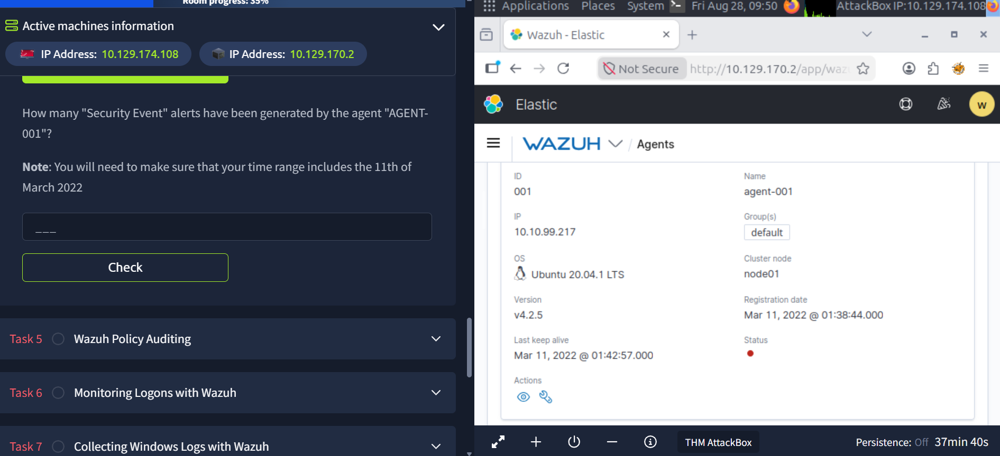 Room progress: 35%
Active machines information
IP Address: 10.129.174.108
IP Address: 10.129.170.2
How many "Security Event" alerts have been generated by the agent "AGENT-
001"?
Note: You will need to make sure that your time range includes the 11th of
March 2022
___
Check
Task 5 Wazuh Policy Auditing
Task 6 Monitoring Logons with Wazuh
Task 7 Collecting Windows Logs with Wazuh
Applications Places System Fri Aug 28, 09:50 AttackBox IP:10.129.174.108
Wazuh - Elastic
Not Secure http://10.129.170.2/app/waz
Elastic
w
WAZUH / Agents
ID
001
Name
agent-001
IP
10.10.99.217
Group(s)
default
OS
Ubuntu 20.04.1 LTS
Cluster node
node01
Version
v4.2.5
Registration date
Mar 11, 2022 @ 01:38:44.000
Last keep alive
Mar 11, 2022 @ 01:42:57.000
Status
Actions
THM AttackBox
Persistence: Off 37min 40s